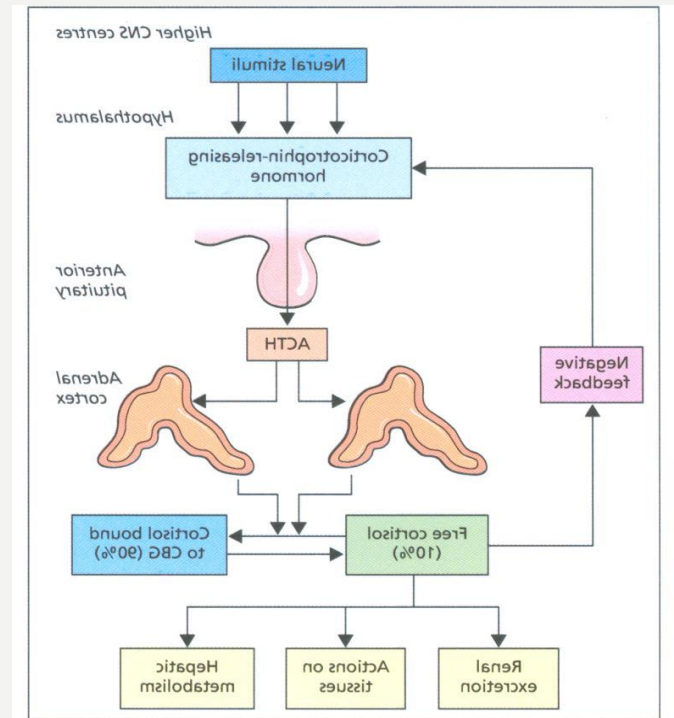 Higher CNS centres
Neural stimuli
Hypothalamus
Corticotrophin-releasing
hormone
Anterior
pituitary
ACTH
Adrenal
cortex
Negative
feedback
Cortisol bound
to CBG (90%)
Free cortisol
(10%)
Hepatic
metabolism
Actions on
tissues
Renal
excretion